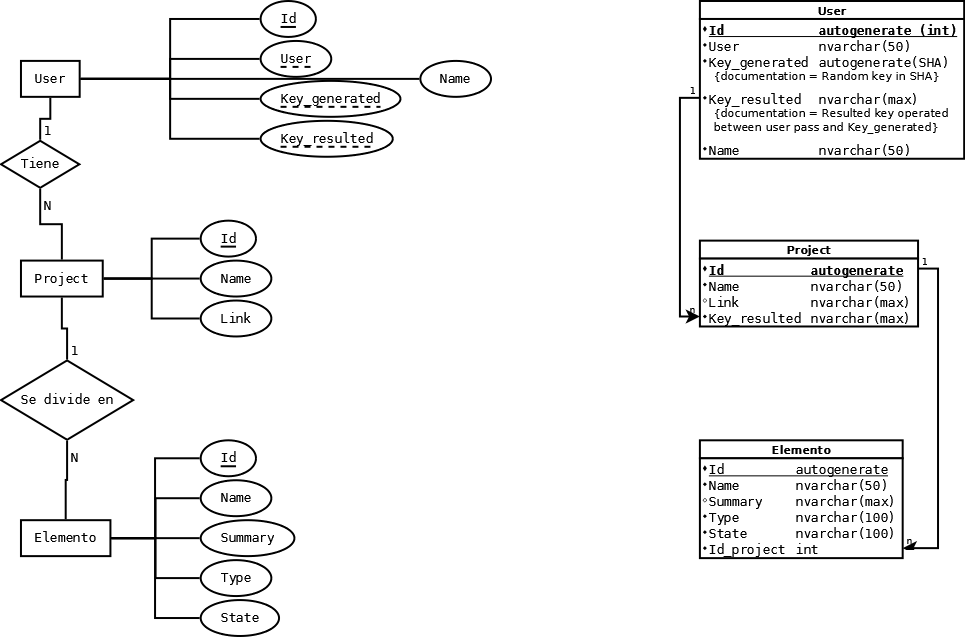 Id
User
User
Name
Key_generated
Key_resulted
1
Tiene
N
Id
Project
Name
Link
1
Se divide en
N
Id
Name
Elemento
Summary
Type
State
User
Id autogenerate (int)
User nvarchar(50)
Key_generated autogenerate(SHA)
{documentation = Random key in SHA}
Key_resulted nvarchar(max)
{documentation = Resulted key operated
between user pass and Key_generated}
Name nvarchar(50)
1
Project
Id autogenerate
Name nvarchar(50)
Link nvarchar(max)
Key_resulted nvarchar(max)
n
1
Elemento
Id autogenerate
Name nvarchar(50)
Summary nvarchar(max)
Type nvarchar(100)
State nvarchar(100)
Id_project int
n